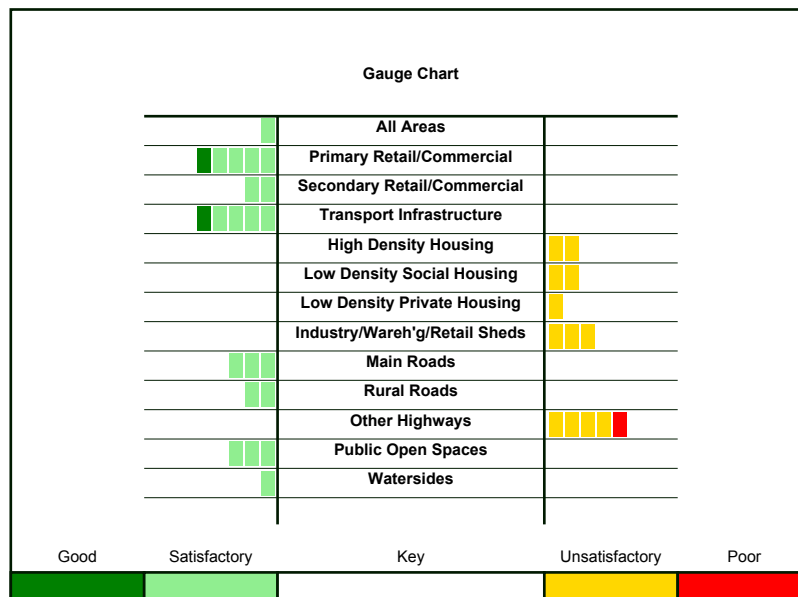 Gauge Chart
All Areas
Primary Retail/Commercial
Secondary Retail/Commercial
Transport Infrastructure
High Density Housing
Low Density Social Housing
Low Density Private Housing
Industry/Wareh'g/Retail Sheds
Main Roads
Rural Roads
Other Highways
Public Open Spaces
Watersides
Good Satisfactory Key Unsatisfactory Poor